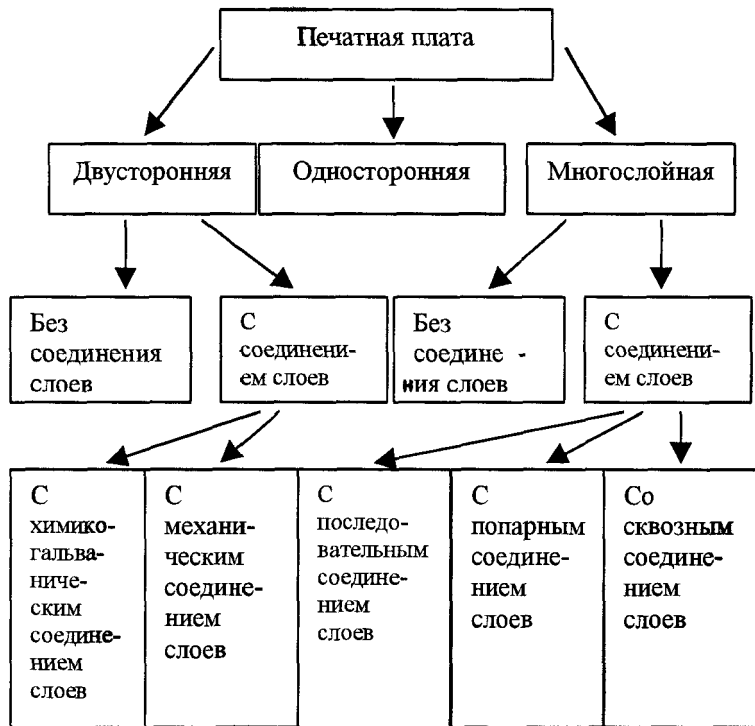 Печатная плата
Двусторонняя
Односторонняя
Многослойная
Без
соединения
слоев
С
соединени-
ем слоев
Без
соедине -
ния слоев
С
соединени-
ем слоев
С
химико-
гальва-
ниче-
ским
соедине-
нием
слоев
С
механи-
ческим
соедине-
нием
слоев
С
последо-
вательным
соедине-
нием
слоев
С
попарным
соедине-
нием
слоев
Со
сквозным
соедине-
нием
слоев